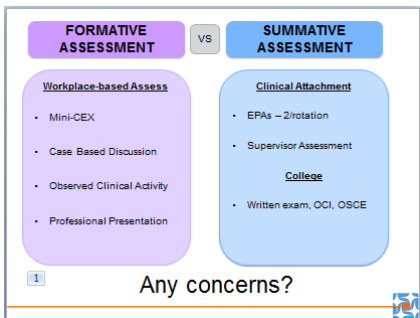 FORMATIVE
ASSESSMENT
VS
SUMMATIVE
ASSESSMENT
Workplace-based Assess
• Mini-CEX
• Case Based Discussion
• Observed Clinical Activity
• Professional Presentation
Clinical Attachment
• EPAs – 2/rotation
• Supervisor Assessment
College
• Written exam, OCI, OSCE
1
Any concerns?